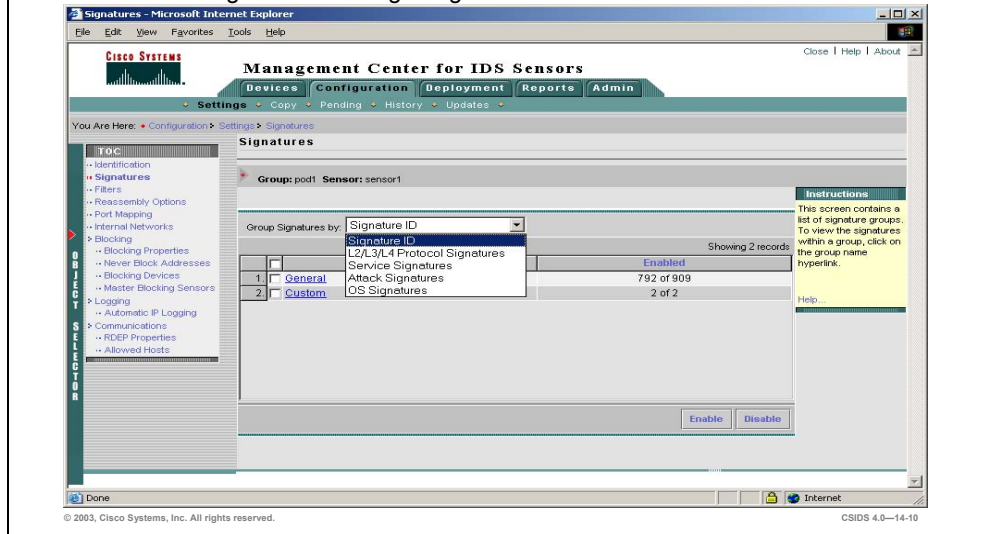 Signatures - Microsoft Internet Explorer
File Edit View Favorites Tools Help
Close | Help | About
CISCO SYSTEMS
Management Center for IDS Sensors
Devices Configuration Deployment Reports Admin
Settings Copy Pending History Updates
You Are Here: Configuration > Settings > Signatures
Signatures
TOC
Identification
Signatures
Filters
Reassembly Options
Port Mapping
Internal Networks
Blocking
Blocking Properties
Never Block Addresses
Blocking Devices
Master Blocking Sensors
Logging
Automatic IP Logging
Communications
RDEP Properties
Allowed Hosts
OBJECT SELECTOR
Group: pod1 Sensor: sensor1
Group Signatures by: Signature ID
Signature ID
L2/L3/L4 Protocol Signatures
Service Signatures
Attack Signatures
OS Signatures
Showing 2 records
Enabled
1. General 792 of 909
2. Custom 2 of 2
Enable Disable
Instructions
This screen contains a
list of signature groups.
To view the signatures
within a group, click on
the group name
hyperlink.
Help...
Done
Internet
© 2003, Cisco Systems, Inc. All rights reserved.
CSIDS 4.0—14-10